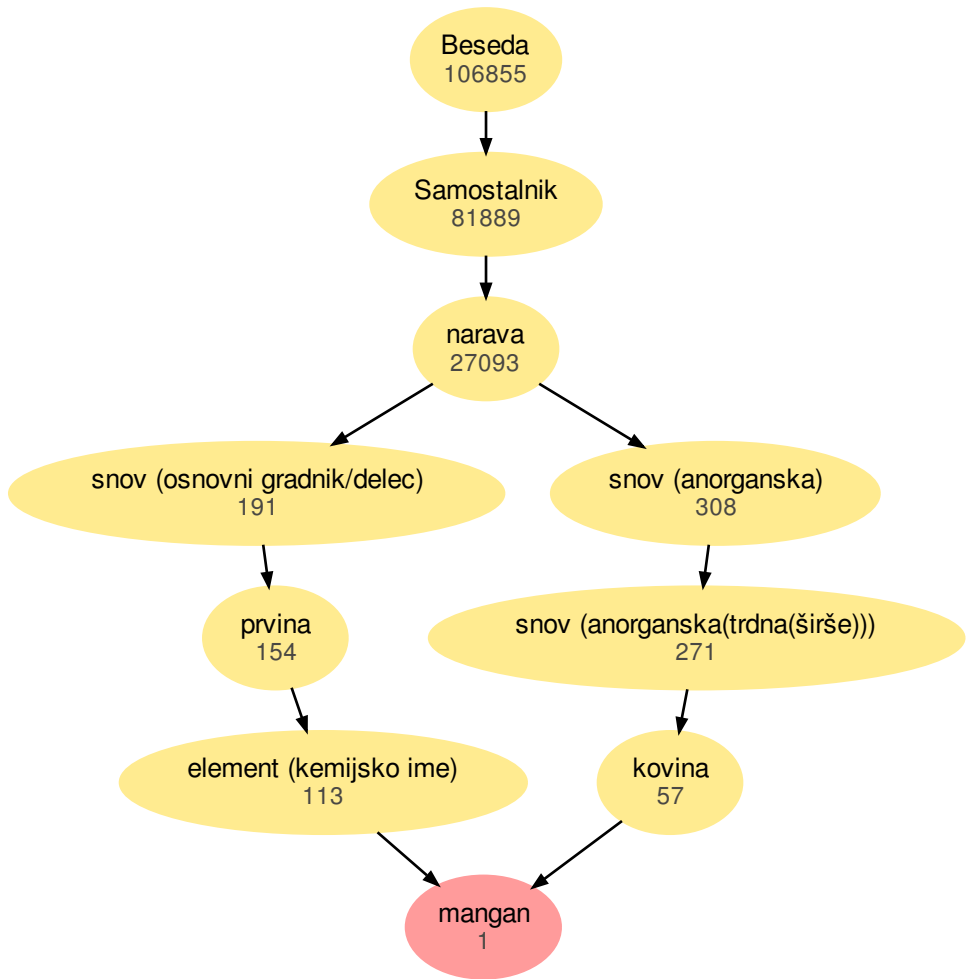 Beseda
106855
Samostalnik
81889
narava
27093
snov (osnovni gradnik/delec)
191
snov (anorganska)
308
prvina
154
snov (anorganska(trdna(širše)))
271
element (kemijsko ime)
113
kovina
57
mangan
1